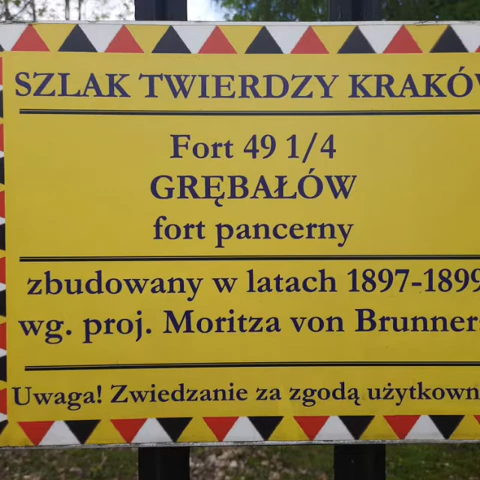 SZLAK TWIERDZY KRAKÓW
Fort 49 1/4
GRĘBAŁÓW
fort pancerny
zbudowany w latach 1897-1899
wg. proj. Moritza von Brunner
Uwaga! Zwiedzanie za zgodą użytkown